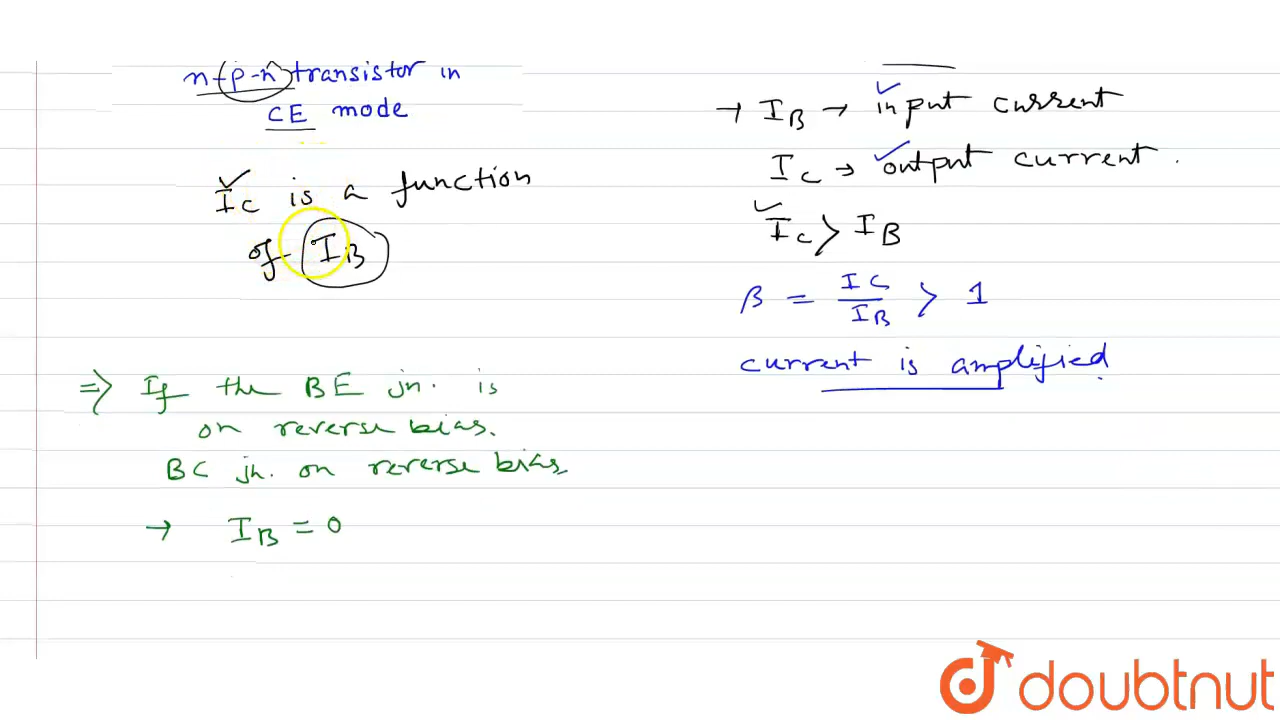 n-p-n transistor in
CE mode
IC is a function
of IB
=> If the BE jn. is
on reverse bias.
BC jn. on reverse bias.
→ IB = 0
→ IB → input current
IC → output current.
IC > IB
β = IC/IB > 1
current is amplified.
doubtnut